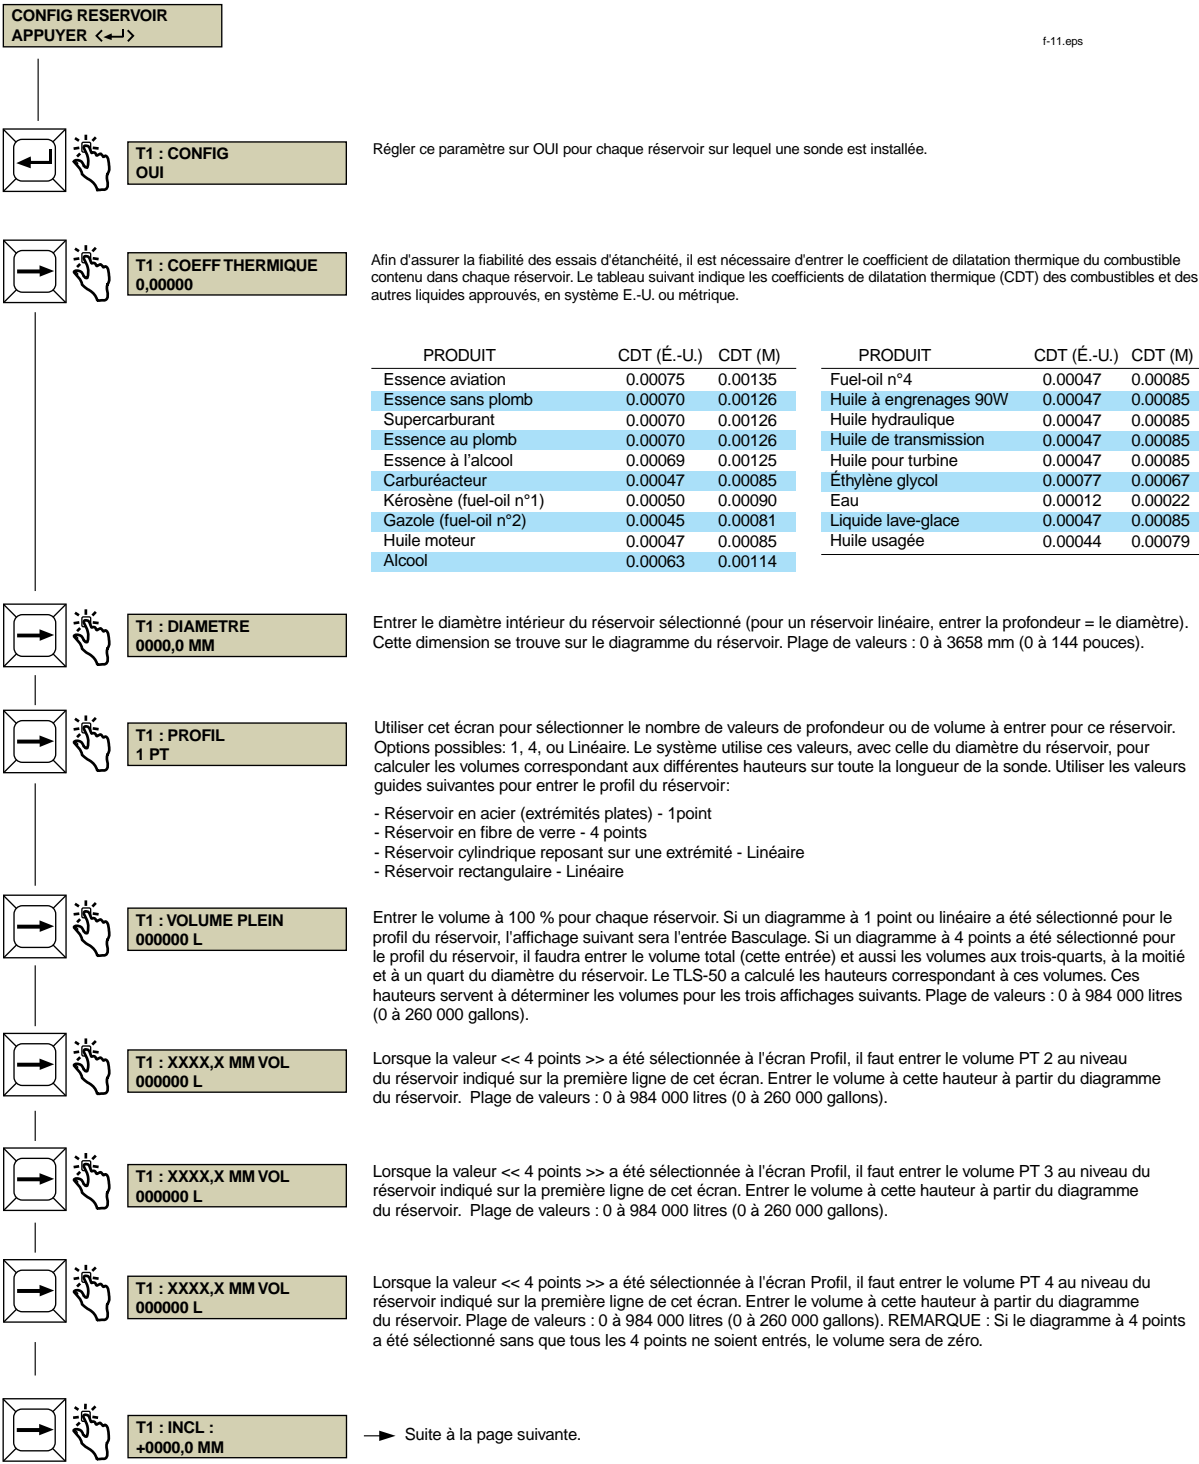 CONFIG RESERVOIR
APPUYER <↵>
f-11.eps
T1 : CONFIG
OUI
Régler ce paramètre sur OUI pour chaque réservoir sur lequel une sonde est installée.
T1 : COEFF THERMIQUE
0,00000
Afin d'assurer la fiabilité des essais d'étanchéité, il est nécessaire d'entrer le coefficient de dilatation thermique du combustible
contenu dans chaque réservoir. Le tableau suivant indique les coefficients de dilatation thermique (CDT) des combustibles et des
autres liquides approuvés, en système E.-U. ou métrique.
PRODUIT CDT (É.-U.) CDT (M)
Essence aviation 0.00075 0.00135
Essence sans plomb 0.00070 0.00126
Supercarburant 0.00070 0.00126
Essence au plomb 0.00070 0.00126
Essence à l'alcool 0.00069 0.00125
Carburéacteur 0.00047 0.00085
Kérosène (fuel-oil n°1) 0.00050 0.00090
Gazole (fuel-oil n°2) 0.00045 0.00081
Huile moteur 0.00047 0.00085
Alcool 0.00063 0.00114
PRODUIT CDT (É.-U.) CDT (M)
Fuel-oil n°4 0.00047 0.00085
Huile à engrenages 90W 0.00047 0.00085
Huile hydraulique 0.00047 0.00085
Huile de transmission 0.00047 0.00085
Huile pour turbine 0.00047 0.00085
Éthylène glycol 0.00077 0.00067
Eau 0.00012 0.00022
Liquide lave-glace 0.00047 0.00085
Huile usagée 0.00044 0.00079
T1 : DIAMETRE
0000,0 MM
Entrer le diamètre intérieur du réservoir sélectionné (pour un réservoir linéaire, entrer la profondeur = le diamètre).
Cette dimension se trouve sur le diagramme du réservoir. Plage de valeurs : 0 à 3658 mm (0 à 144 pouces).
T1 : PROFIL
1 PT
Utiliser cet écran pour sélectionner le nombre de valeurs de profondeur ou de volume à entrer pour ce réservoir.
Options possibles: 1, 4, ou Linéaire. Le système utilise ces valeurs, avec celle du diamètre du réservoir, pour
calculer les volumes correspondant aux différentes hauteurs sur toute la longueur de la sonde. Utiliser les valeurs
guides suivantes pour entrer le profil du réservoir:
- Réservoir en acier (extrémités plates) - 1point
- Réservoir en fibre de verre - 4 points
- Réservoir cylindrique reposant sur une extrémité - Linéaire
- Réservoir rectangulaire - Linéaire
T1 : VOLUME PLEIN
000000 L
Entrer le volume à 100 % pour chaque réservoir. Si un diagramme à 1 point ou linéaire a été sélectionné pour le
profil du réservoir, l'affichage suivant sera l'entrée Basculage. Si un diagramme à 4 points a été sélectionné pour
le profil du réservoir, il faudra entrer le volume total (cette entrée) et aussi les volumes aux trois-quarts, à la moitié
et à un quart du diamètre du réservoir. Le TLS-50 a calculé les hauteurs correspondant à ces volumes. Ces
hauteurs servent à déterminer les volumes pour les trois affichages suivants. Plage de valeurs : 0 à 984 000 litres
(0 à 260 000 gallons).
T1 : XXXX,X MM VOL
000000 L
Lorsque la valeur << 4 points >> a été sélectionnée à l'écran Profil, il faut entrer le volume PT 2 au niveau
du réservoir indiqué sur la première ligne de cet écran. Entrer le volume à cette hauteur à partir du diagramme
du réservoir. Plage de valeurs : 0 à 984 000 litres (0 à 260 000 gallons).
T1 : XXXX,X MM VOL
000000 L
Lorsque la valeur << 4 points >> a été sélectionnée à l'écran Profil, il faut entrer le volume PT 3 au niveau du
réservoir indiqué sur la première ligne de cet écran. Entrer le volume à cette hauteur à partir du diagramme
du réservoir. Plage de valeurs : 0 à 984 000 litres (0 à 260 000 gallons).
T1 : XXXX,X MM VOL
000000 L
Lorsque la valeur << 4 points >> a été sélectionnée à l'écran Profil, il faut entrer le volume PT 4 au niveau du
réservoir indiqué sur la première ligne de cet écran. Entrer le volume à cette hauteur à partir du diagramme
du réservoir. Plage de valeurs : 0 à 984 000 litres (0 à 260 000 gallons). REMARQUE : Si le diagramme à 4 points
a été sélectionné sans que tous les 4 points ne soient entrés, le volume sera de zéro.
T1 : INCL :
+0000,0 MM
Suite à la page suivante.